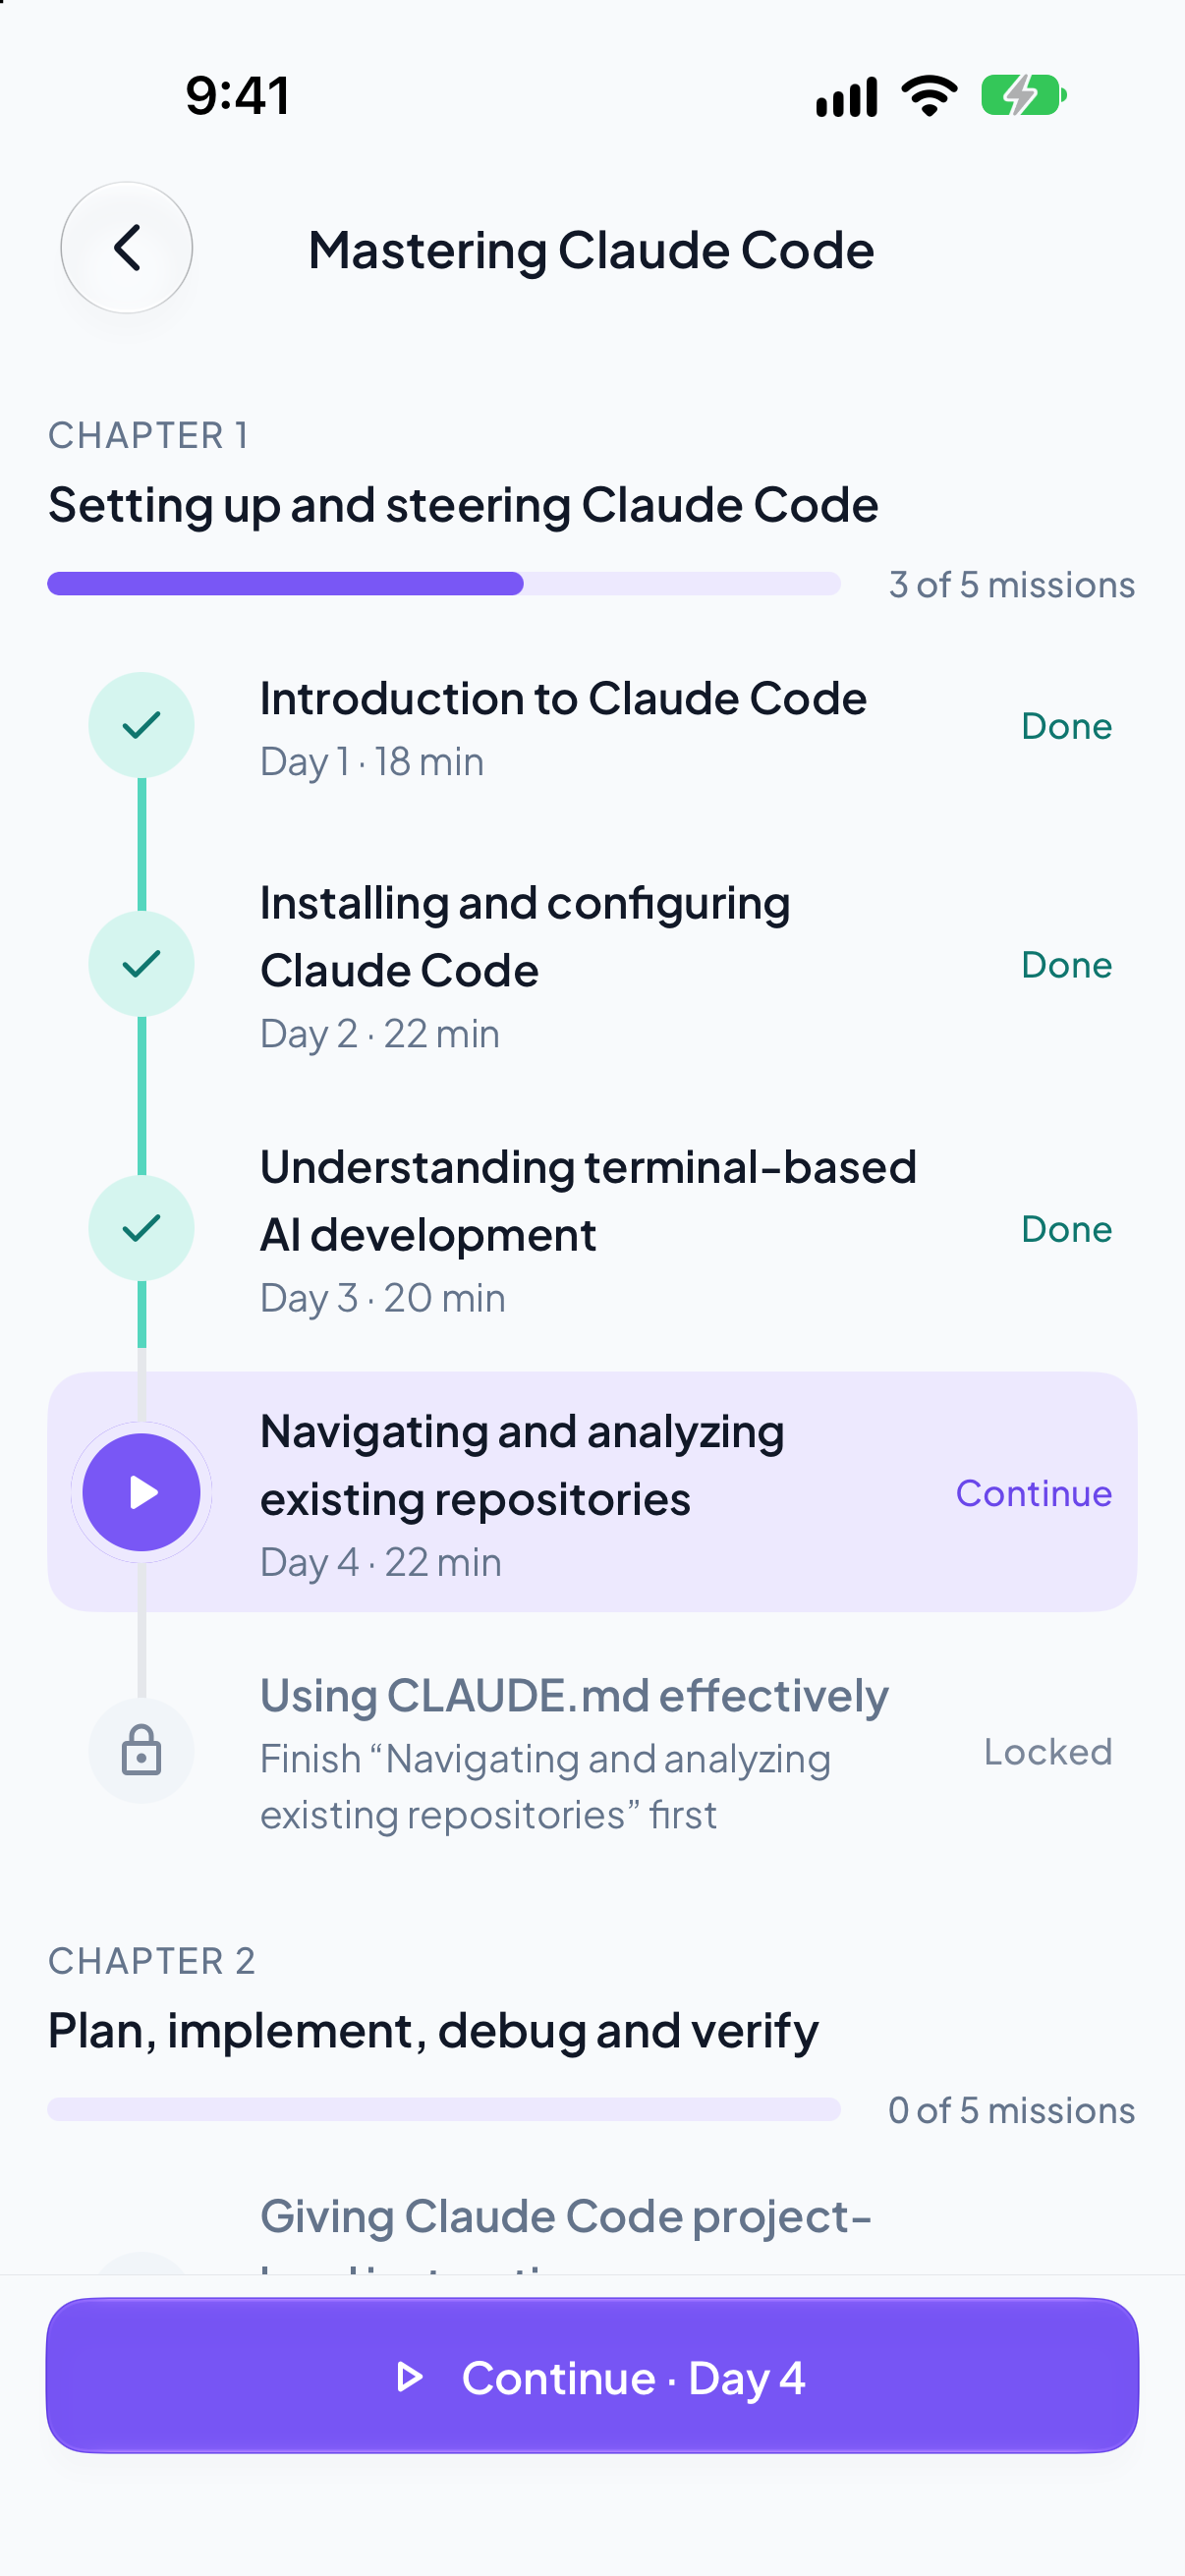 9:41
Mastering Claude Code
CHAPTER 1
Setting up and steering Claude Code
3 of 5 missions
Introduction to Claude Code
Day 1 · 18 min
Done
Installing and configuring
Claude Code
Day 2 · 22 min
Done
Understanding terminal-based
AI development
Day 3 · 20 min
Done
Navigating and analyzing
existing repositories
Day 4 · 22 min
Continue
Using CLAUDE.md effectively
Finish “Navigating and analyzing
existing repositories” first
Locked
CHAPTER 2
Plan, implement, debug and verify
0 of 5 missions
Giving Claude Code project-
Continue · Day 4